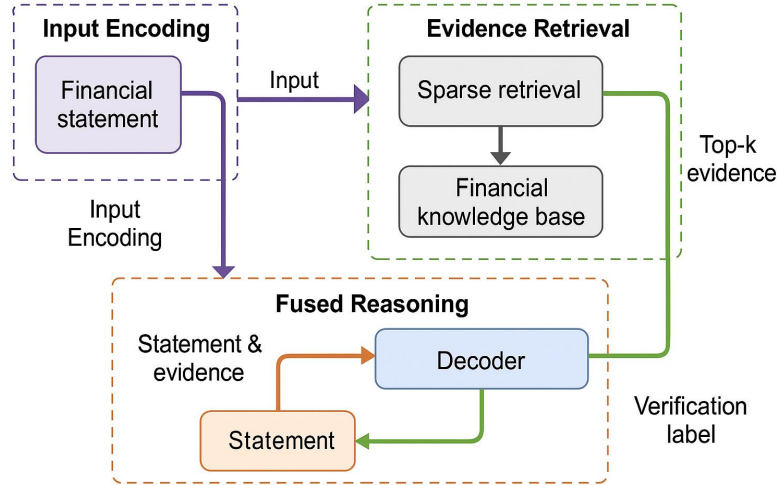 Input Encoding
Financial
statement
Input
Evidence Retrieval
Sparse retrieval
Financial
knowledge base
Top-k
evidence
Input
Encoding
Fused Reasoning
Statement &
evidence
Decoder
Statement
Verification
label